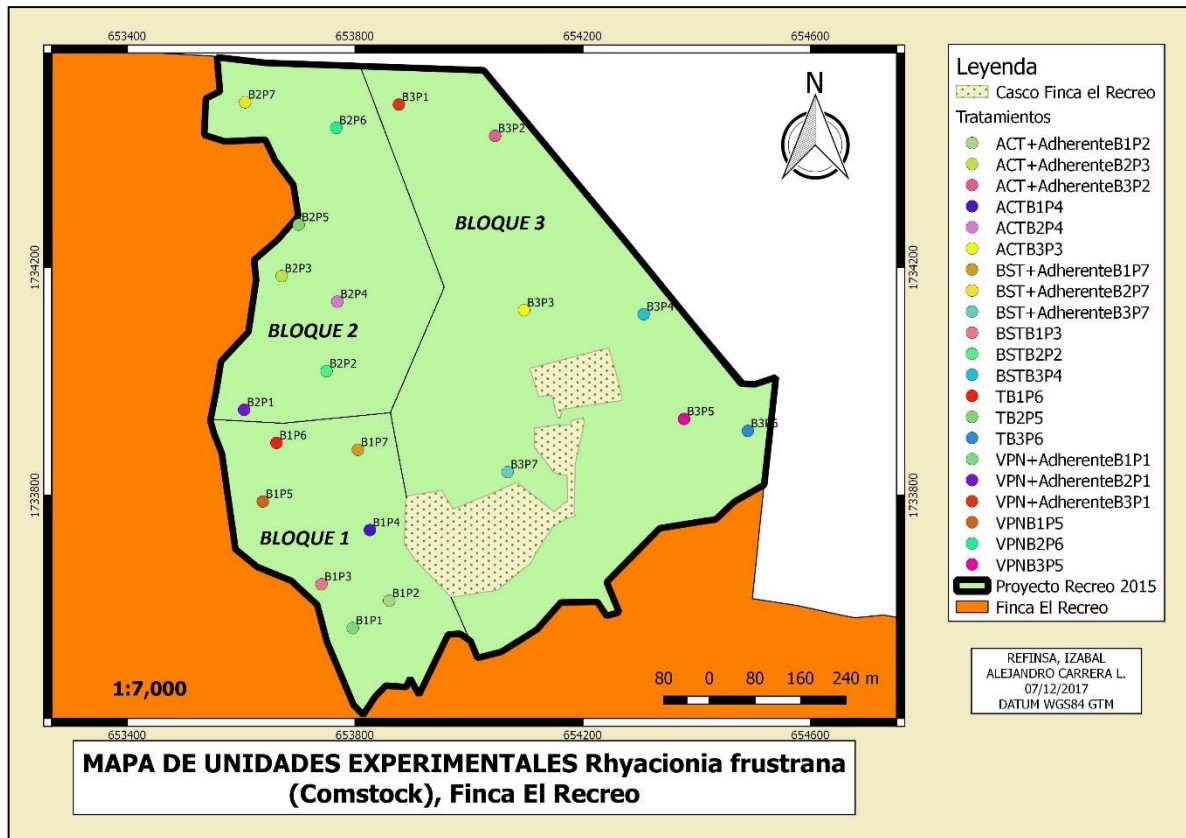 653400 653800 654200 654600
B2P7
B3P1
B2P6
B3P2
N
B2P5
BLOQUE 3
1734200
1734200
B2P3
B2P4
B3P3
B3P4
BLOQUE 2
B2P2
B2P1
B3P5
B3P6
B1P6
B1P7
B3P7
1733800
1733800
B1P5
B1P4
BLOQUE 1
B1P3
B1P2
B1P1
1:7,000
80 0 80 160 240 m
653400 653800 654200 654600
MAPA DE UNIDADES EXPERIMENTALES Rhyacionia frustrana
(Comstock), Finca El Recreo
Leyenda
Casco Finca el Recreo
Tratamientos
ACT+AdherenteB1P2
ACT+AdherenteB2P3
ACT+AdherenteB3P2
ACTB1P4
ACTB2P4
ACTB3P3
BST+AdherenteB1P7
BST+AdherenteB2P7
BST+AdherenteB3P7
BSTB1P3
BSTB2P2
BSTB3P4
TB1P6
TB2P5
TB3P6
VPN+AdherenteB1P1
VPN+AdherenteB2P1
VPN+AdherenteB3P1
VPNB1P5
VPNB2P6
VPNB3P5
Proyecto Recreo 2015
Finca El Recreo
REFINSA, IZABAL
ALEJANDRO CARRERA L.
07/12/2017
DATUM WGS84 GTM